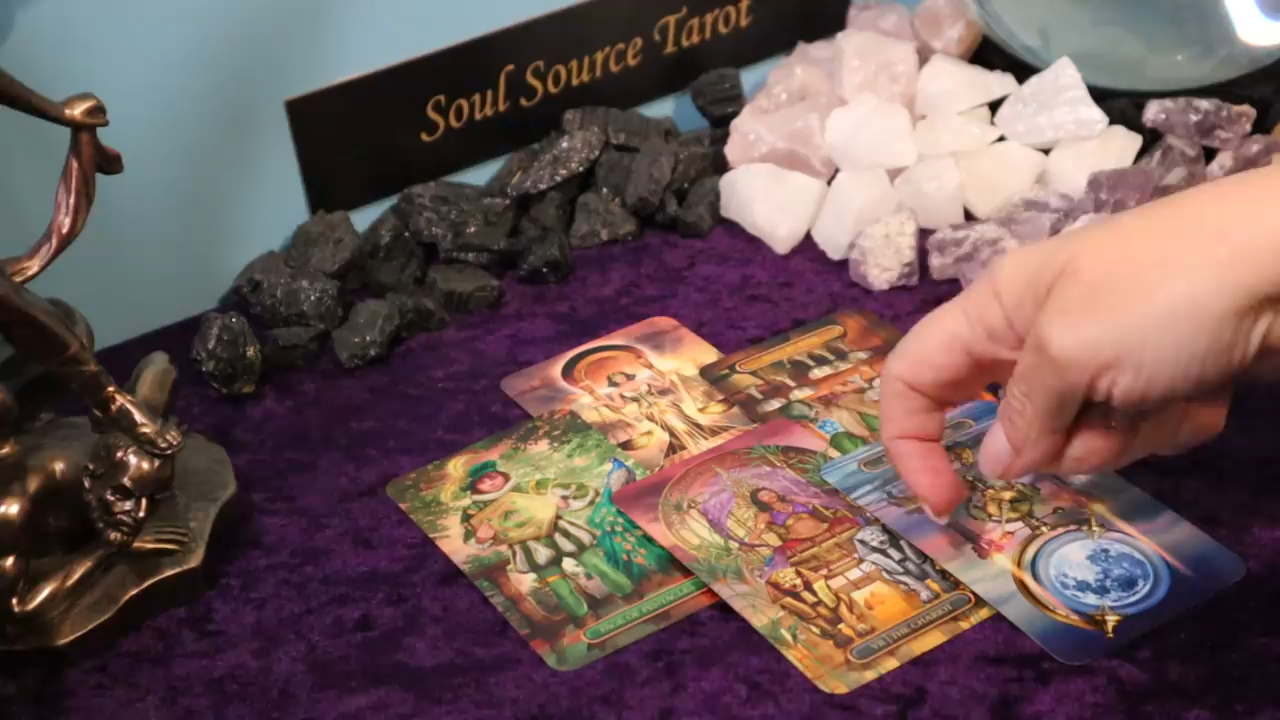 Soul Source Tarot
PAGE OF PENTACLES
VII THE CHARIOT